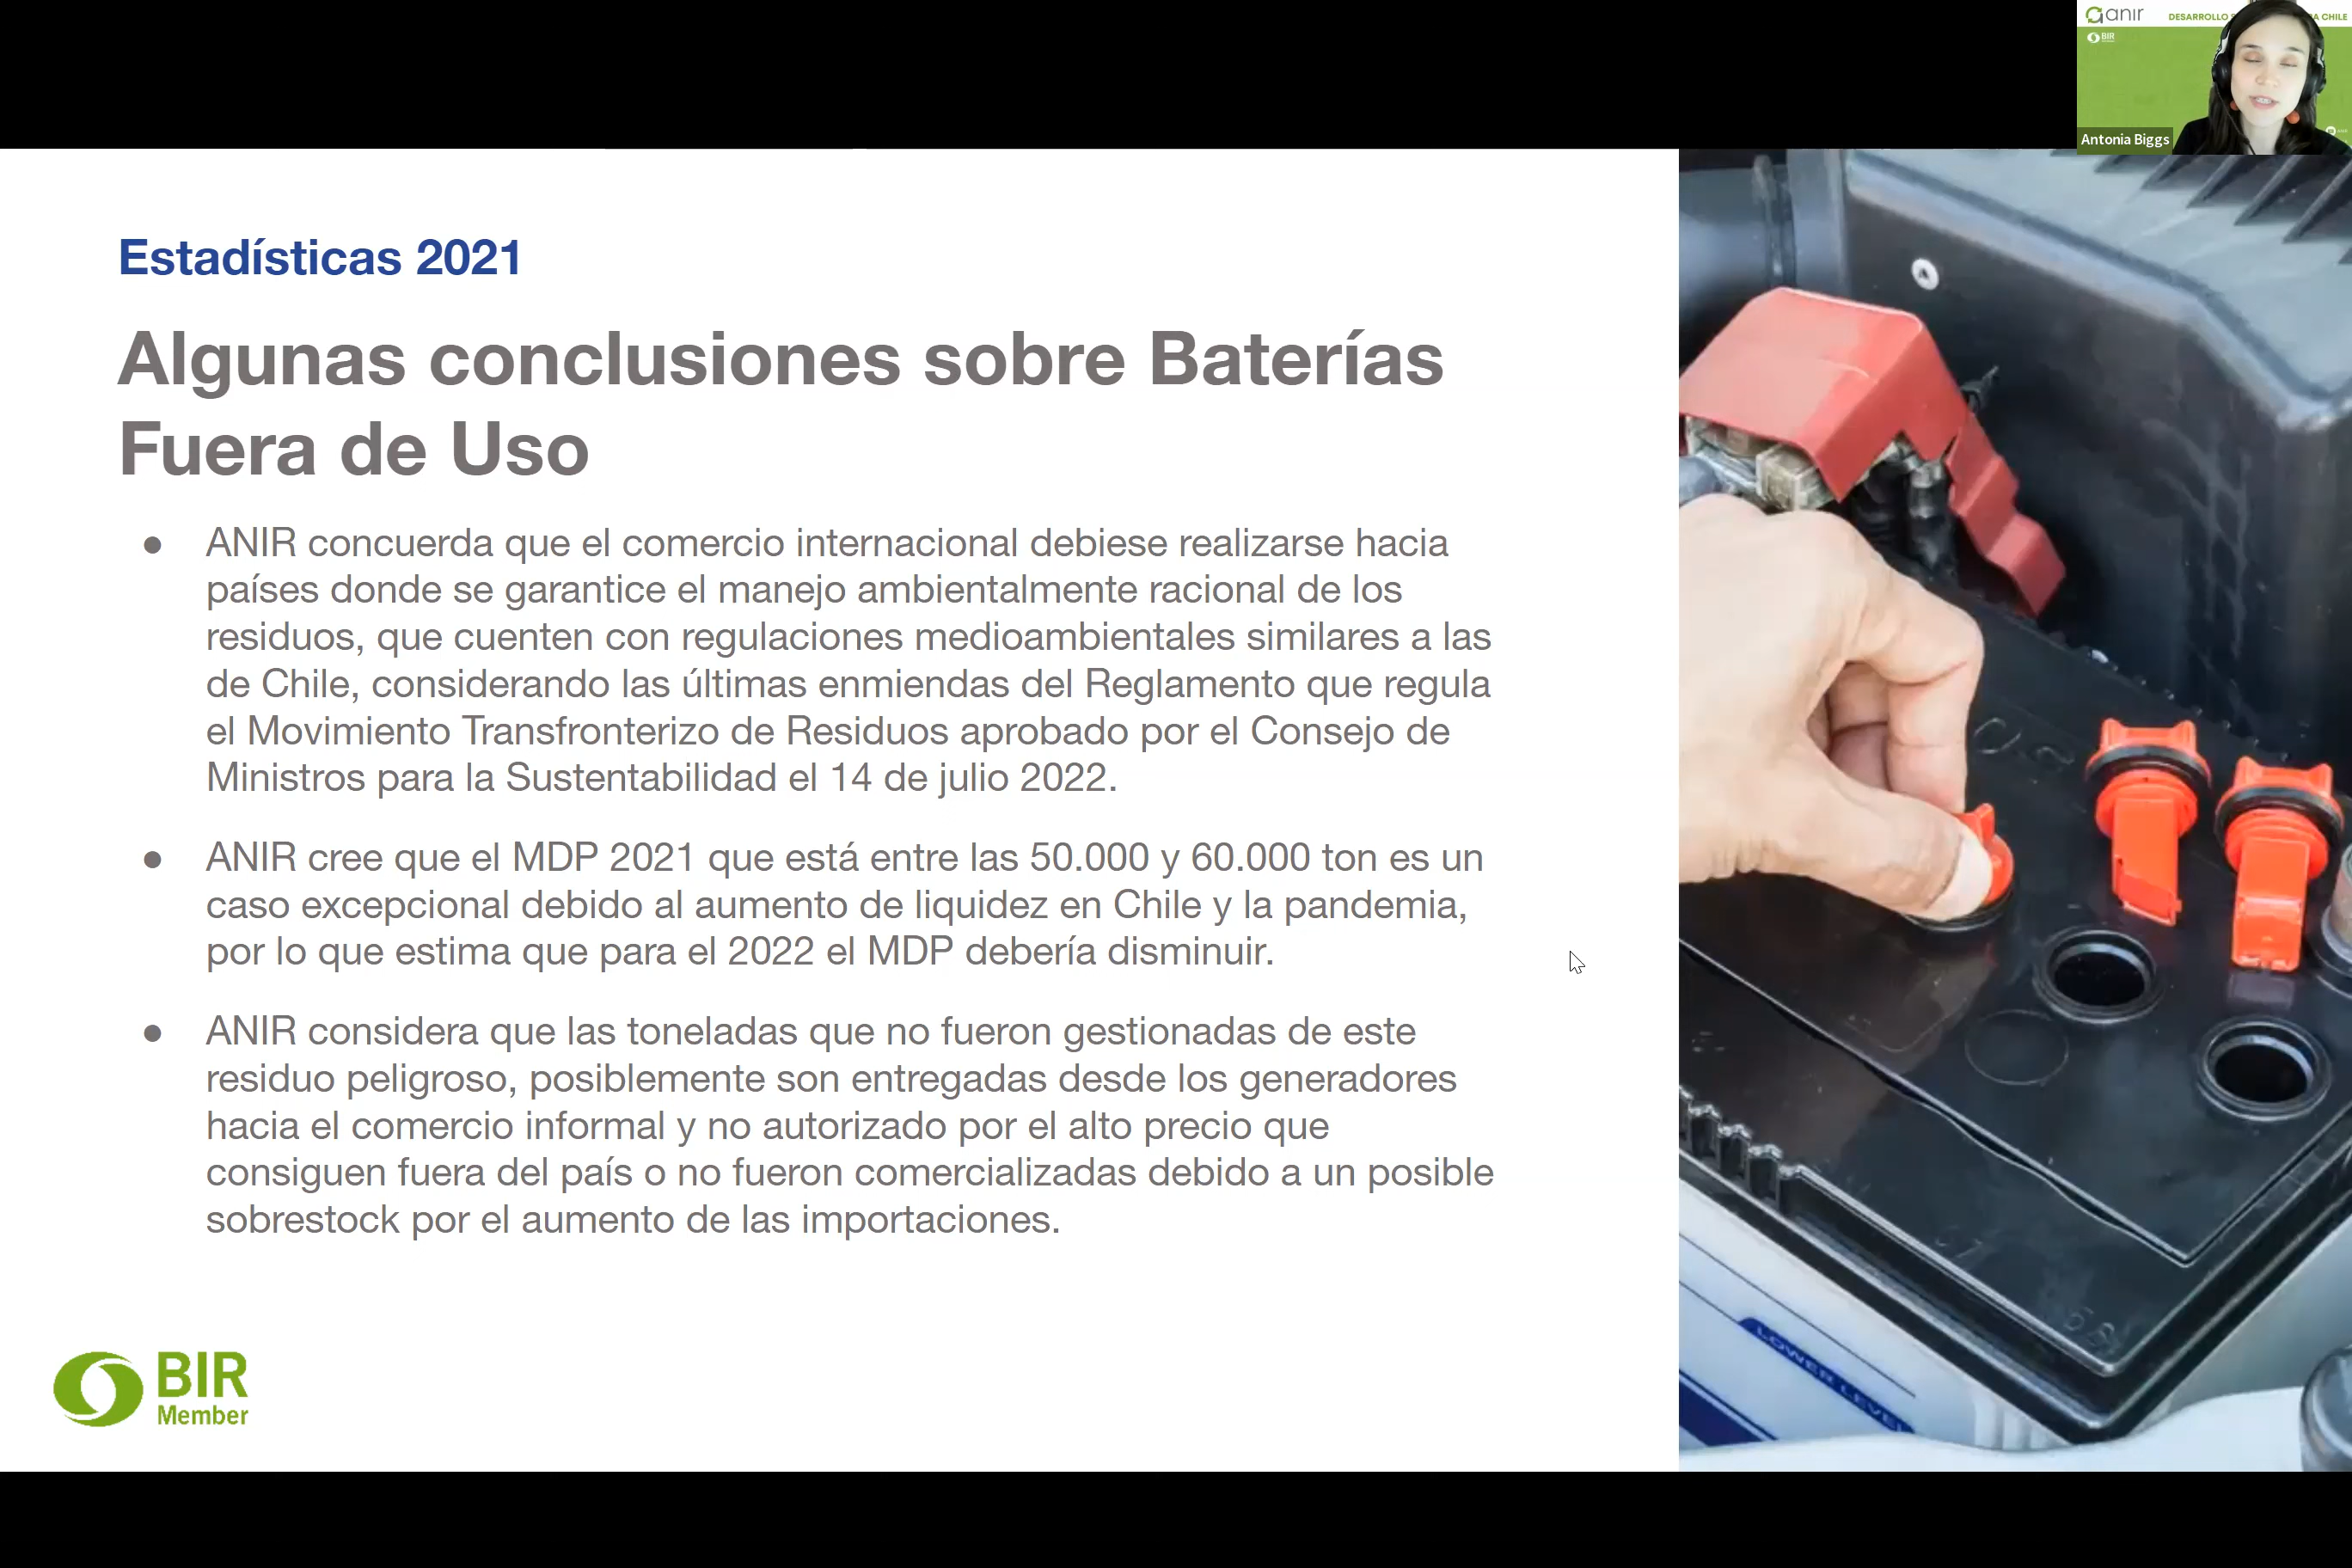 anir
DESARROLLO
A CHILE
BIR
Antonia Biggs
Estadísticas 2021
Algunas conclusiones sobre Baterías
Fuera de Uso
● ANIR concuerda que el comercio internacional debiese realizarse hacia
países donde se garantice el manejo ambientalmente racional de los
residuos, que cuenten con regulaciones medioambientales similares a las
de Chile, considerando las últimas enmiendas del Reglamento que regula
el Movimiento Transfronterizo de Residuos aprobado por el Consejo de
Ministros para la Sustentabilidad el 14 de julio 2022.
● ANIR cree que el MDP 2021 que está entre las 50.000 y 60.000 ton es un
caso excepcional debido al aumento de liquidez en Chile y la pandemia,
por lo que estima que para el 2022 el MDP debería disminuir.
● ANIR considera que las toneladas que no fueron gestionadas de este
residuo peligroso, posiblemente son entregadas desde los generadores
hacia el comercio informal y no autorizado por el alto precio que
consiguen fuera del país o no fueron comercializadas debido a un posible
sobrestock por el aumento de las importaciones.
LOWER LEVEL
BIR
Member